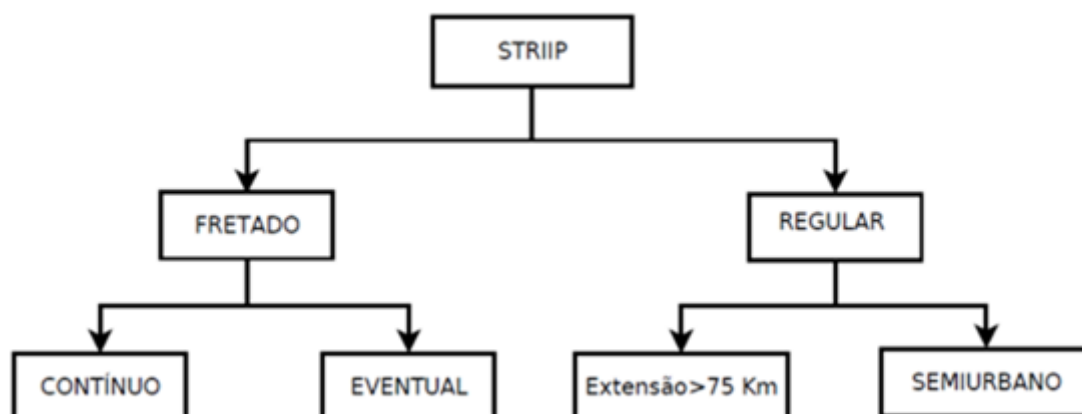 STRIIP
FRETADO
REGULAR
CONTÍNUO
EVENTUAL
Extensão>75 Km
SEMIURBANO